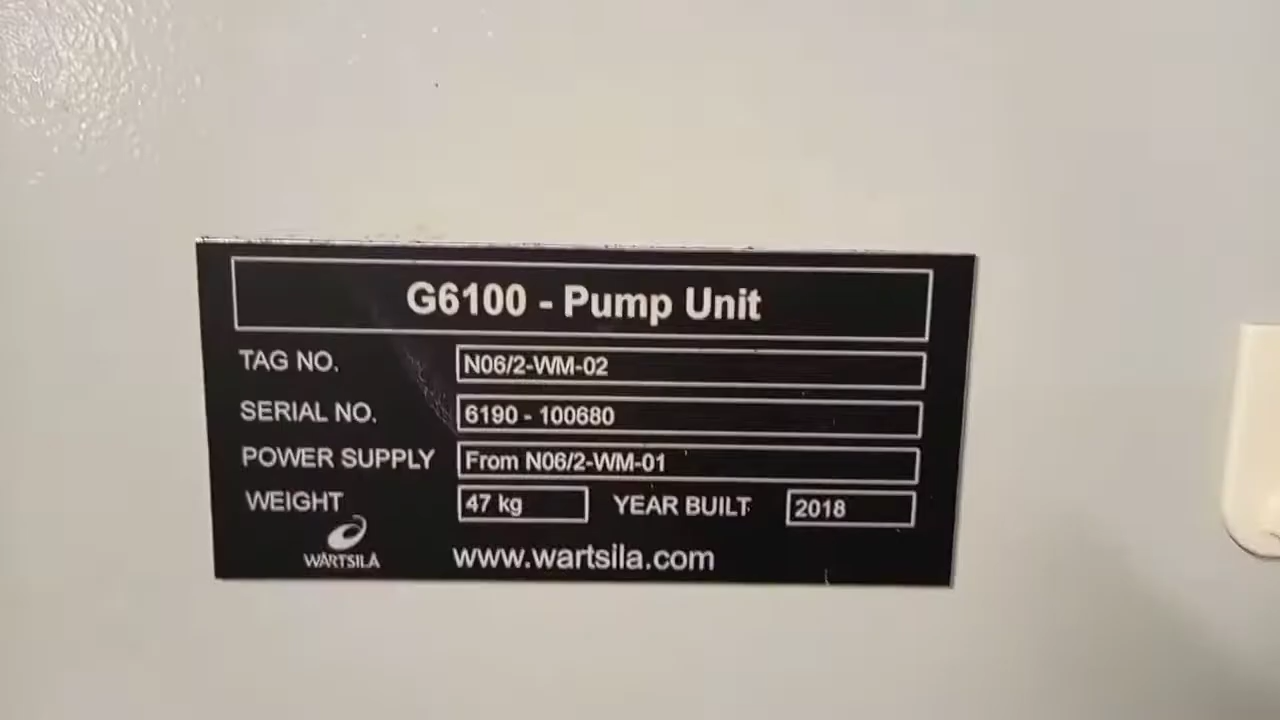 G6100 - Pump Unit
TAG NO. N06/2-WM-02
SERIAL NO. 6190 - 100680
POWER SUPPLY From N06/2-WM-01
WEIGHT 47 kg YEAR BUILT 2018
WÄRTSILÄ www.wartsila.com